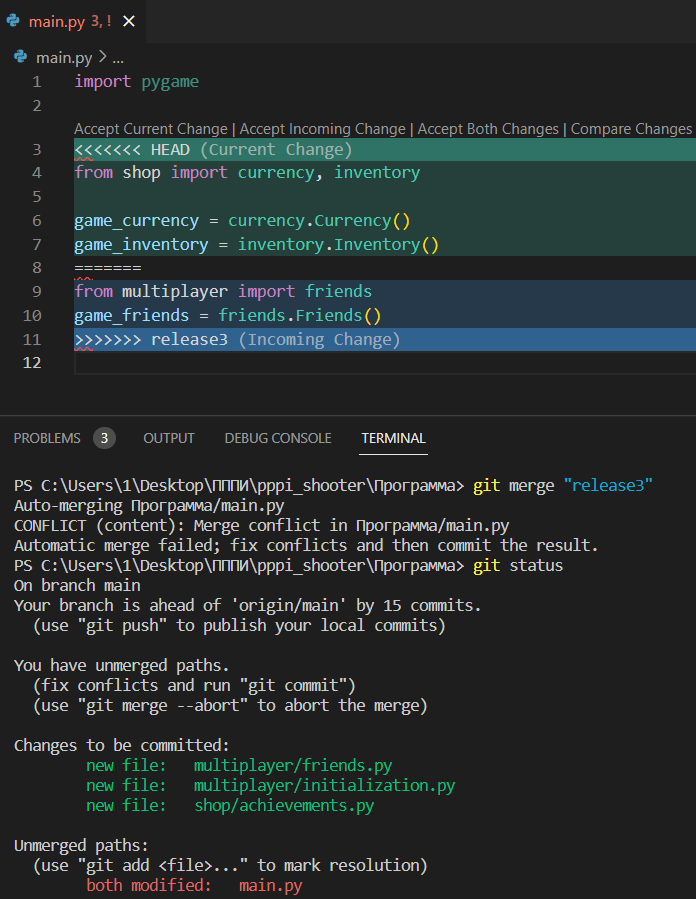 main.py 3, !
main.py > ...
1 import pygame
2
Accept Current Change | Accept Incoming Change | Accept Both Changes | Compare Changes
3 <<<<<<< HEAD (Current Change)
4 from shop import currency, inventory
5
6 game_currency = currency.Currency()
7 game_inventory = inventory.Inventory()
8 =======
9 from multiplayer import friends
10 game_friends = friends.Friends()
11 >>>>>>> release3 (Incoming Change)
12
PROBLEMS 3 OUTPUT DEBUG CONSOLE TERMINAL
PS C:\Users\1\Desktop\ПППИ\pppi_shooter\Программа> git merge "release3"
Auto-merging Программа/main.py
CONFLICT (content): Merge conflict in Программа/main.py
Automatic merge failed; fix conflicts and then commit the result.
PS C:\Users\1\Desktop\ПППИ\pppi_shooter\Программа> git status
On branch main
Your branch is ahead of 'origin/main' by 15 commits.
(use "git push" to publish your local commits)
You have unmerged paths.
(fix conflicts and run "git commit")
(use "git merge --abort" to abort the merge)
Changes to be committed:
new file: multiplayer/friends.py
new file: multiplayer/initialization.py
new file: shop/achievements.py
Unmerged paths:
(use "git add <file>..." to mark resolution)
both modified: main.py